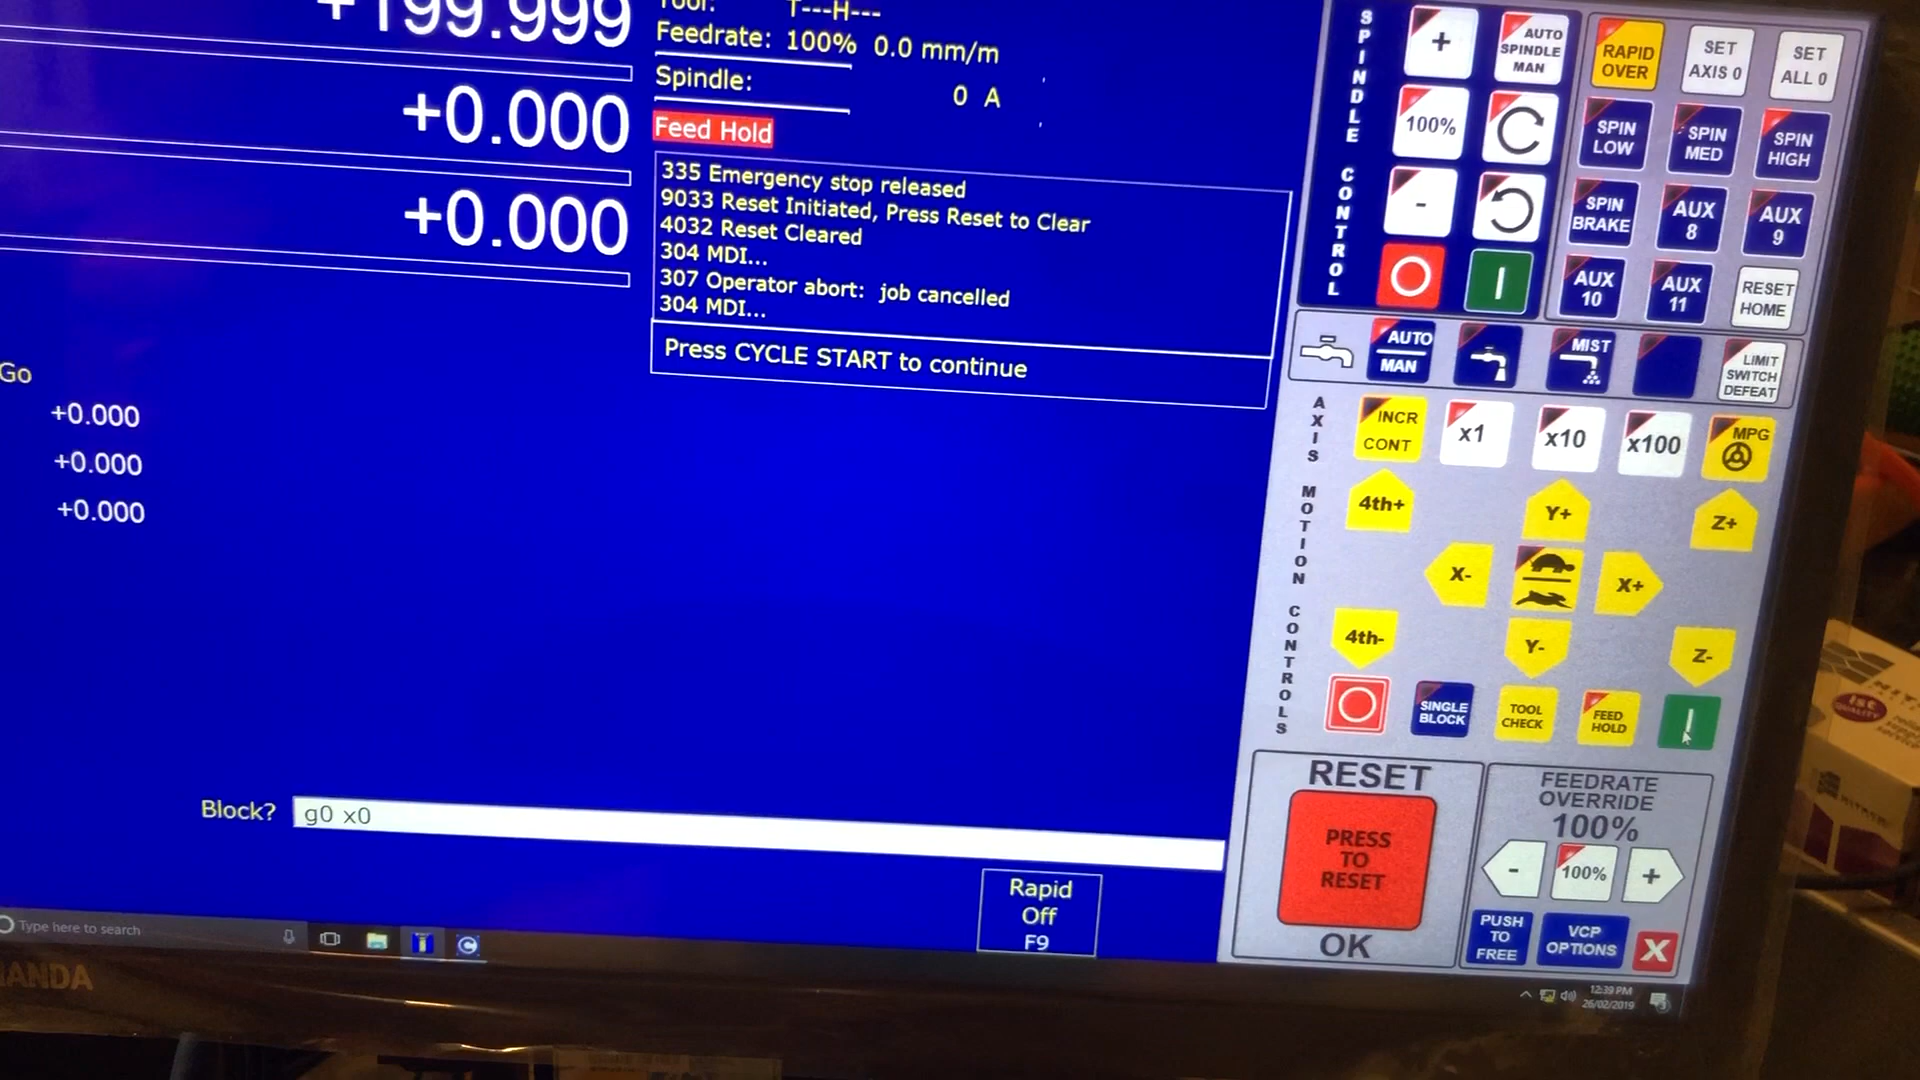 +199.999
+0.000
+0.000
Tool: T---H---
Feedrate: 100% 0.0 mm/m
Spindle:
0 A
Feed Hold
335 Emergency stop released
9033 Reset Initiated, Press Reset to Clear
4032 Reset Cleared
304 MDI...
307 Operator abort: job cancelled
304 MDI...
Press CYCLE START to continue
Go
+0.000
+0.000
+0.000
Block? g0 x0
Rapid
Off
F9
Type here to search
SPINDLE CONTROL
+
AUTO
SPINDLE
MAN
100%
-
RAPID
OVER
SET
AXIS 0
SET
ALL 0
SPIN
LOW
SPIN
MED
SPIN
HIGH
SPIN
BRAKE
AUX
8
AUX
9
AUX
10
AUX
11
RESET
HOME
AUTO
MAN
MIST
LIMIT
SWITCH
DEFEAT
AXIS MOTION CONTROLS
INCR
CONT
x1
x10
x100
MPG
4th+
Y+
Z+
X-
X+
4th-
Y-
Z-
SINGLE
BLOCK
TOOL
CHECK
FEED
HOLD
RESET
PRESS
TO
RESET
OK
FEEDRATE
OVERRIDE
100%
-
100%
+
PUSH
TO
FREE
VCP
OPTIONS
X
12:39 PM
26/02/2019
1st
QUALITY